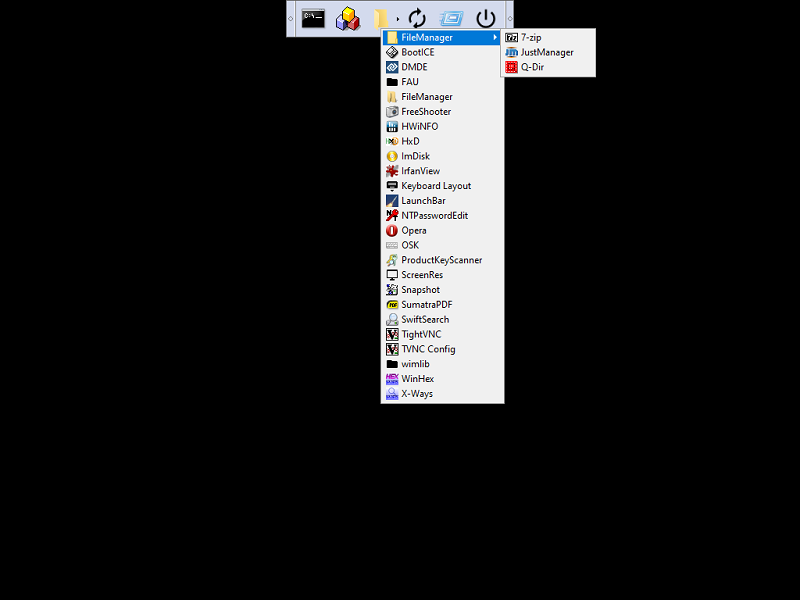 C:\>_
FileManager
7-zip
BootICE
JustManager
DMDE
Q-Dir
FAU
FileManager
FreeShooter
HWiNFO
HxD
ImDisk
IrfanView
Keyboard Layout
LaunchBar
NTPasswordEdit
Opera
OSK
ProductKeyScanner
ScreenRes
Snapshot
SumatraPDF
SwiftSearch
TightVNC
TVNC Config
wimlib
WinHex
X-Ways